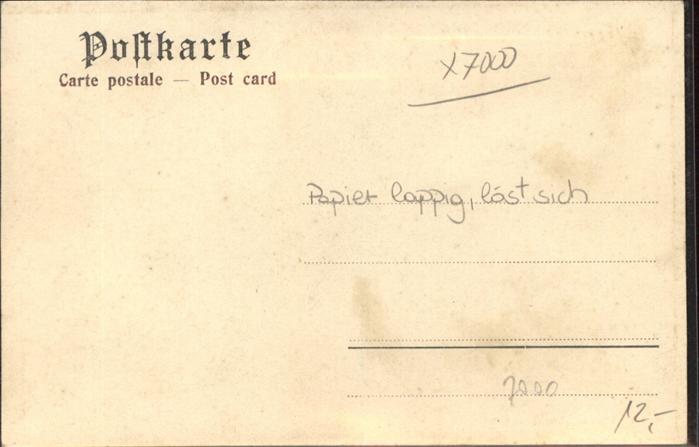 Postkarte
Carte postale — Post card
x7000
Papier lappig, löst sich
7000
12,-